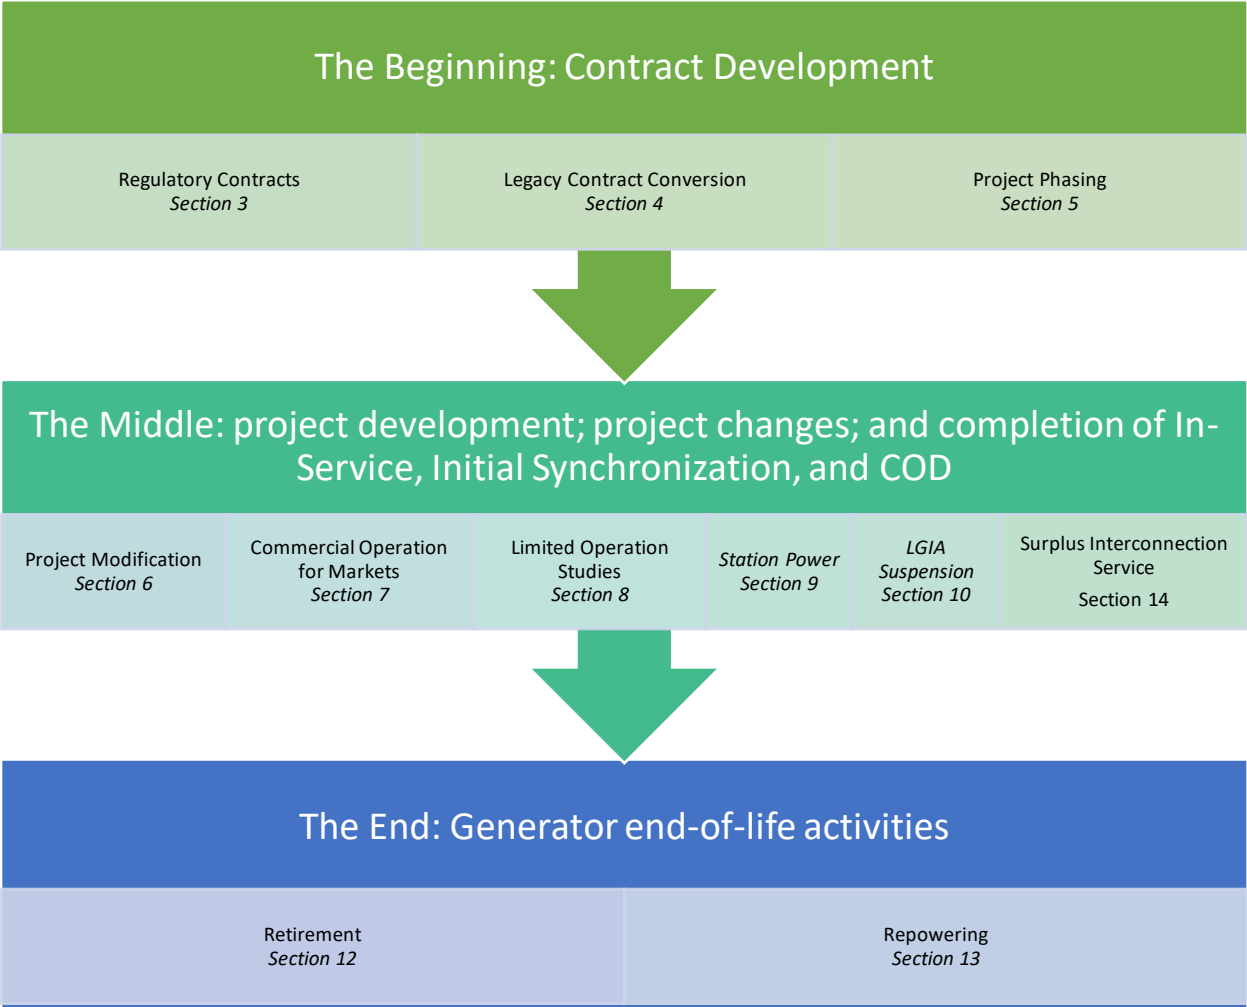 The Beginning: Contract Development
Regulatory Contracts
Section 3
Legacy Contract Conversion
Section 4
Project Phasing
Section 5
The Middle: project development; project changes; and completion of In-
Service, Initial Synchronization, and COD
Project Modification
Section 6
Commercial Operation
for Markets
Section 7
Limited Operation
Studies
Section 8
Station Power
Section 9
LGIA
Suspension
Section 10
Surplus Interconnection
Service
Section 14
The End: Generator end-of-life activities
Retirement
Section 12
Repowering
Section 13